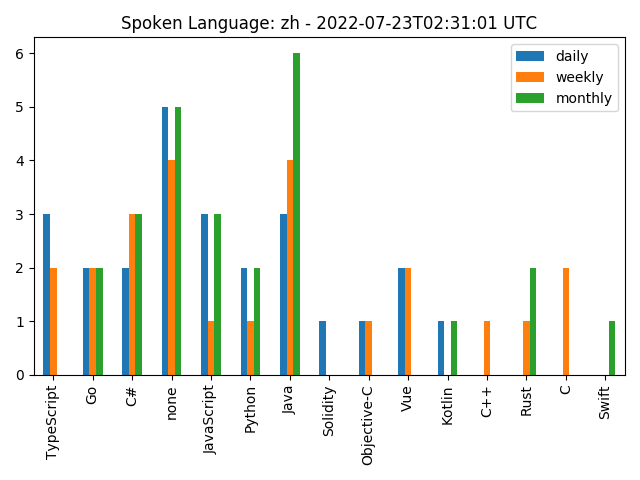 Spoken Language: zh - 2022-07-23T02:31:01 UTC
daily
weekly
monthly
6
5
4
3
2
1
0
TypeScript
Go
C#
none
JavaScript
Python
Java
Solidity
Objective-C
Vue
Kotlin
C++
Rust
C
Swift